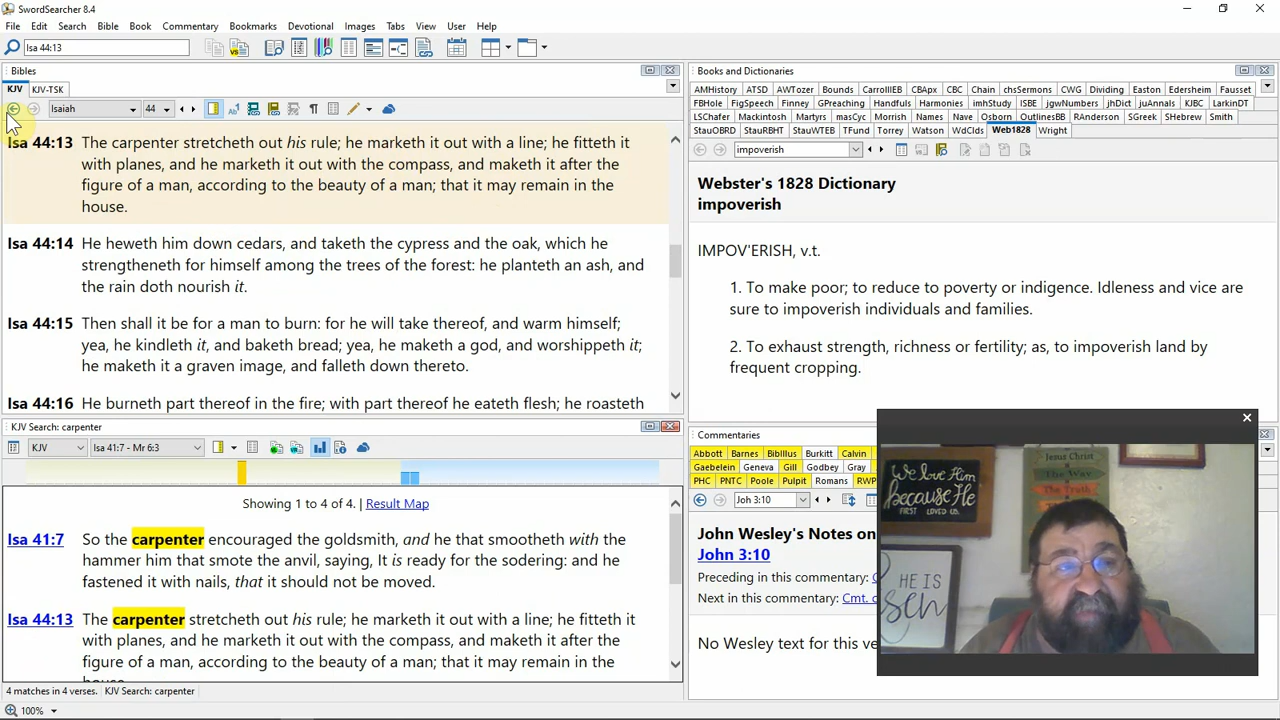 SwordSearcher 8.4
File Edit Search Bible Book Commentary Bookmarks Devotional Images Tabs View User Help
Isa 44:13
Bibles
KJV KJV-TSK
Isaiah 44
Isa 44:13 The carpenter stretcheth out his rule; he marketh it out with a line; he fitteth it
with planes, and he marketh it out with the compass, and maketh it after the
figure of a man, according to the beauty of a man; that it may remain in the
house.
Isa 44:14 He heweth him down cedars, and taketh the cypress and the oak, which he
strengtheneth for himself among the trees of the forest: he planteth an ash, and
the rain doth nourish it.
Isa 44:15 Then shall it be for a man to burn: for he will take thereof, and warm himself;
yea, he kindleth it, and baketh bread; yea, he maketh a god, and worshippeth it;
he maketh it a graven image, and falleth down thereto.
Isa 44:16 He burneth part thereof in the fire; with part thereof he eateth flesh; he roasteth
KJV Search: carpenter
KJV Isa 41:7 - Mr 6:3
Showing 1 to 4 of 4. | Result Map
Isa 41:7 So the carpenter encouraged the goldsmith, and he that smootheth with the
hammer him that smote the anvil, saying, It is ready for the sodering: and he
fastened it with nails, that it should not be moved.
Isa 44:13 The carpenter stretcheth out his rule; he marketh it out with a line; he fitteth it
with planes, and he marketh it out with the compass, and maketh it after the
figure of a man, according to the beauty of a man; that it may remain in the
4 matches in 4 verses. KJV Search: carpenter
100%
Books and Dictionaries
AMHistory ATSD AWTozer Bounds CarrollIEB CBApx CBC Chain chsSermons CWG Dividing Easton Edersheim Fausset
FBHole FigSpeech Finney GPreaching Handfuls Harmonies imhStudy ISBE jgwNumbers jhDict juAnnals KJBC LarkinDT
LSChafer Mackintosh Martyrs masCyc Morrish Names Nave Osborn OutlinesBB RAnderson SGreek SHebrew Smith
StauOBRD StauRBHT StauWTEB TFund Torrey Watson WdClds Web1828 Wright
impoverish
Webster's 1828 Dictionary
impoverish
IMPOV'ERISH, v.t.
1. To make poor; to reduce to poverty or indigence. Idleness and vice are
sure to impoverish individuals and families.
2. To exhaust strength, richness or fertility; as, to impoverish land by
frequent cropping.
Commentaries
Abbott Barnes BibIllus Burkitt Calvin
Gaebelein Geneva Gill Godbey Gray
PHC PNTC Poole Pulpit Romans RWP
Joh 3:10
John Wesley's Notes on
John 3:10
Preceding in this commentary:
Next in this commentary: Cmt.
No Wesley text for this ve
We love Him
because He
FIRST LOVED US.
Jesus Christ
The Way
The Truth
HE IS